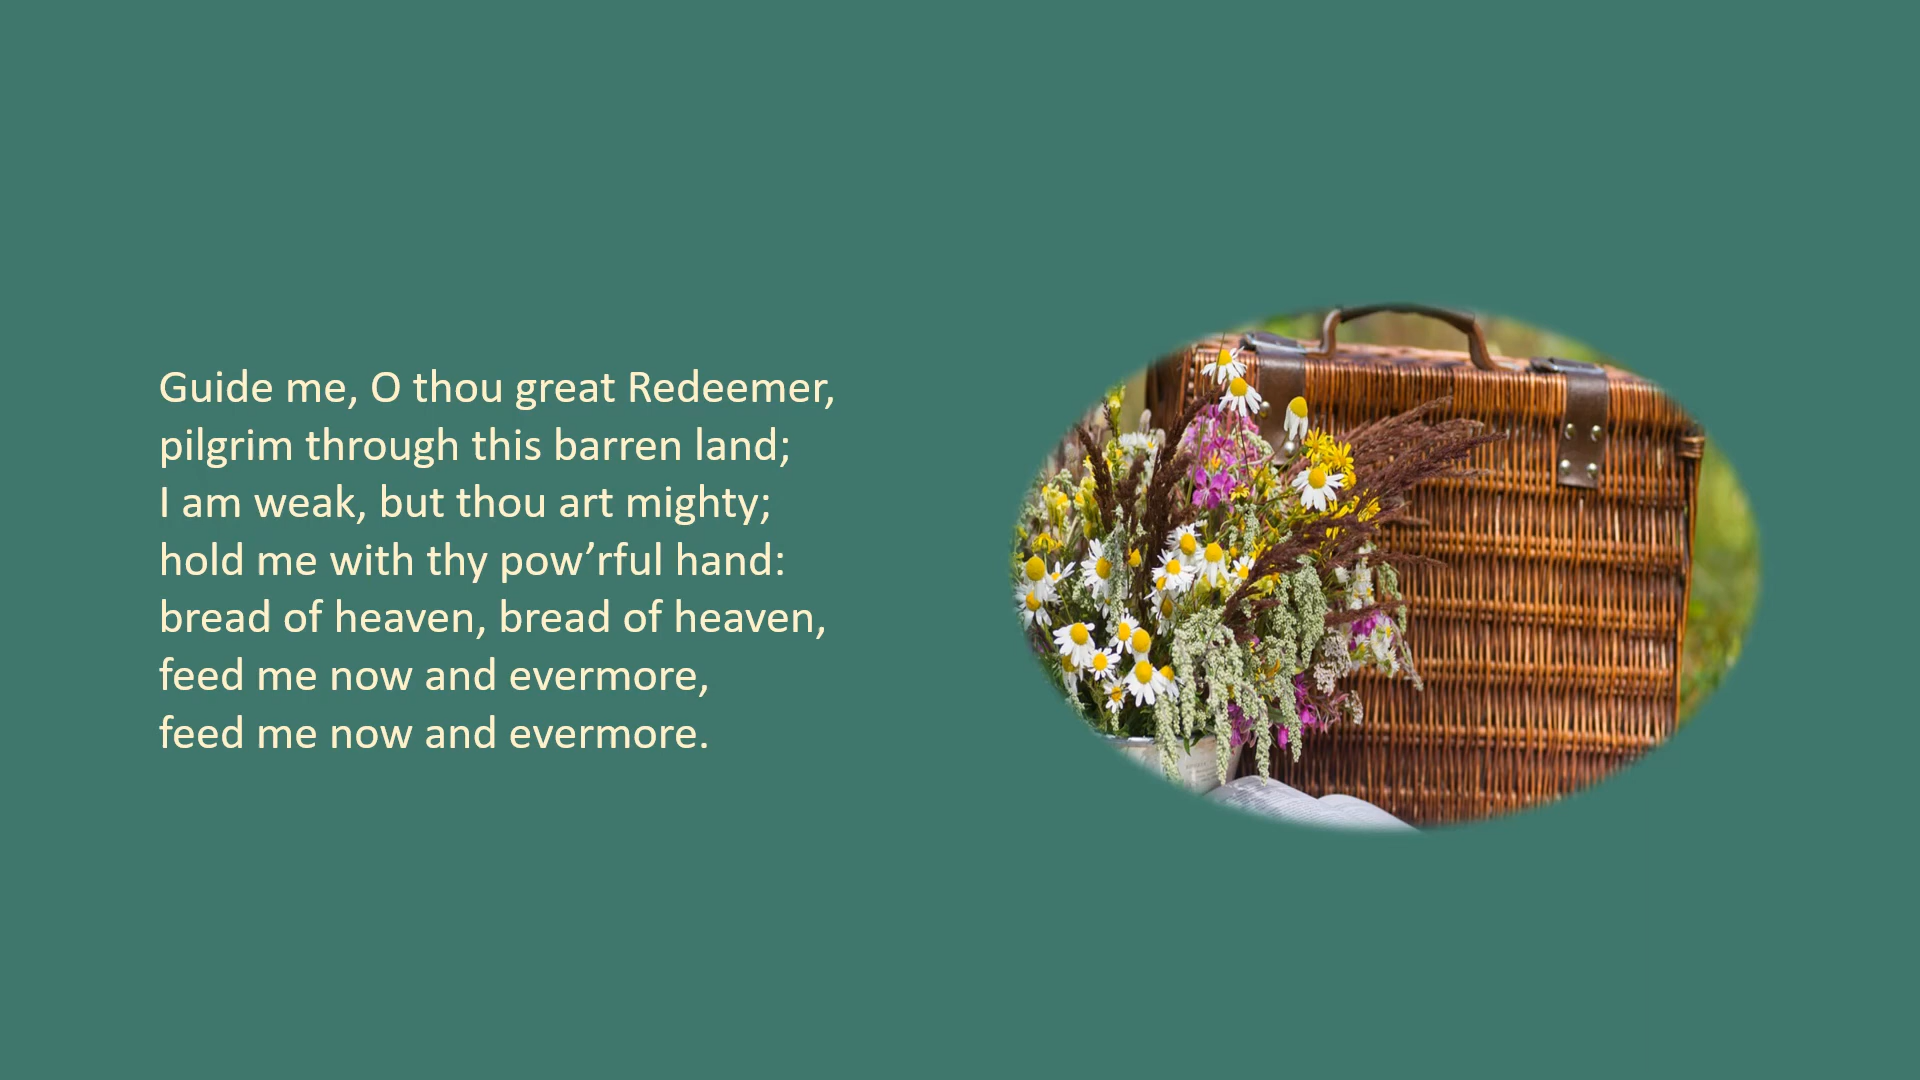 Guide me, O thou great Redeemer,
pilgrim through this barren land;
I am weak, but thou art mighty;
hold me with thy pow’rful hand:
bread of heaven, bread of heaven,
feed me now and evermore,
feed me now and evermore.